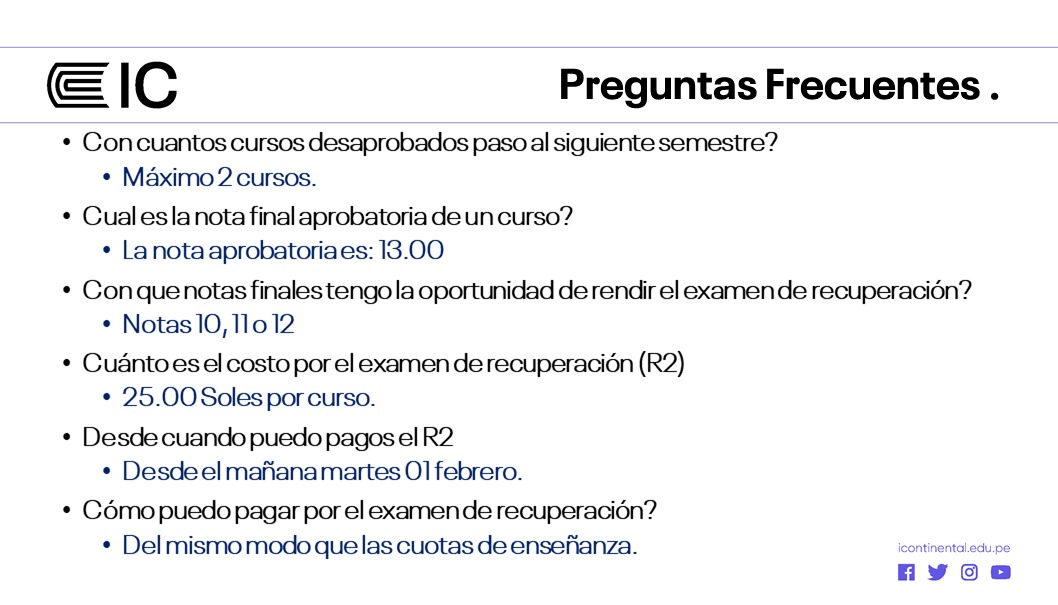 IC
Preguntas Frecuentes .
• Con cuantos cursos desaprobados paso al siguiente semestre?
• Máximo 2 cursos.
• Cual es la nota final aprobatoria de un curso?
• La nota aprobatoria es: 13.00
• Con que notas finales tengo la oportunidad de rendir el examen de recuperación?
• Notas 10, 11 o 12
• Cuánto es el costo por el examen de recuperación (R2)
• 25.00 Soles por curso.
• Desde cuando puedo pagos el R2
• Desde el mañana martes 01 febrero.
• Cómo puedo pagar por el examen de recuperación?
• Del mismo modo que las cuotas de enseñanza.
icontinental.edu.pe